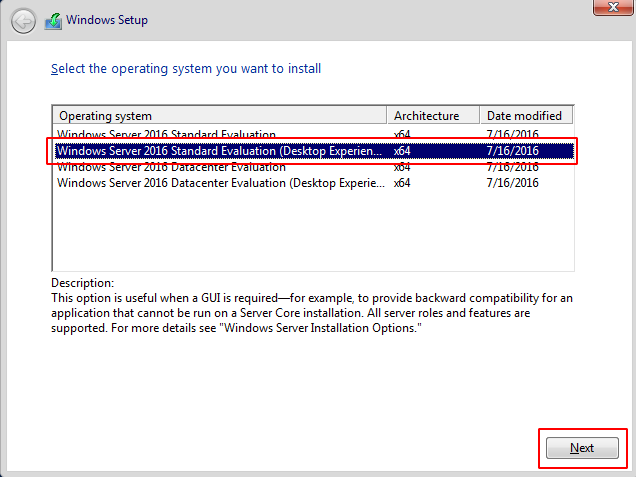 Windows Setup
Select the operating system you want to install
Operating system Architecture Date modified
Windows Server 2016 Standard Evaluation x64 7/16/2016
Windows Server 2016 Standard Evaluation (Desktop Experien... x64 7/16/2016
Windows Server 2016 Datacenter Evaluation x64 7/16/2016
Windows Server 2016 Datacenter Evaluation (Desktop Experie... x64 7/16/2016
Description:
This option is useful when a GUI is required—for example, to provide backward compatibility for an
application that cannot be run on a Server Core installation. All server roles and features are
supported. For more details see "Windows Server Installation Options."
Next